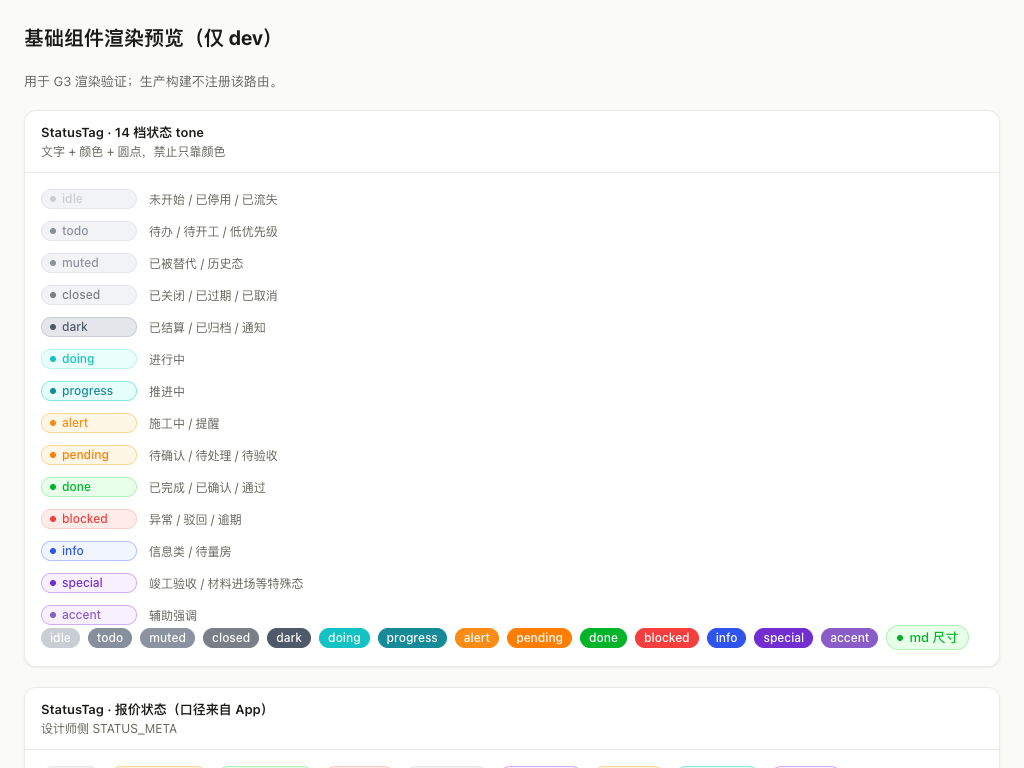 基础组件渲染预览（仅 dev）
用于 G3 渲染验证；生产构建不注册该路由。
StatusTag · 14 档状态 tone
文字 + 颜色 + 圆点，禁止只靠颜色
idle 未开始 / 已停用 / 已流失
todo 待办 / 待开工 / 低优先级
muted 已被替代 / 历史态
closed 已关闭 / 已过期 / 已取消
dark 已结算 / 已归档 / 通知
doing 进行中
progress 推进中
alert 施工中 / 提醒
pending 待确认 / 待处理 / 待验收
done 已完成 / 已确认 / 通过
blocked 异常 / 驳回 / 逾期
info 信息类 / 待量房
special 竣工验收 / 材料进场等特殊态
accent 辅助强调
idle todo muted closed dark doing progress alert pending done blocked info special accent md 尺寸
StatusTag · 报价状态（口径来自 App）
设计师侧 STATUS_META